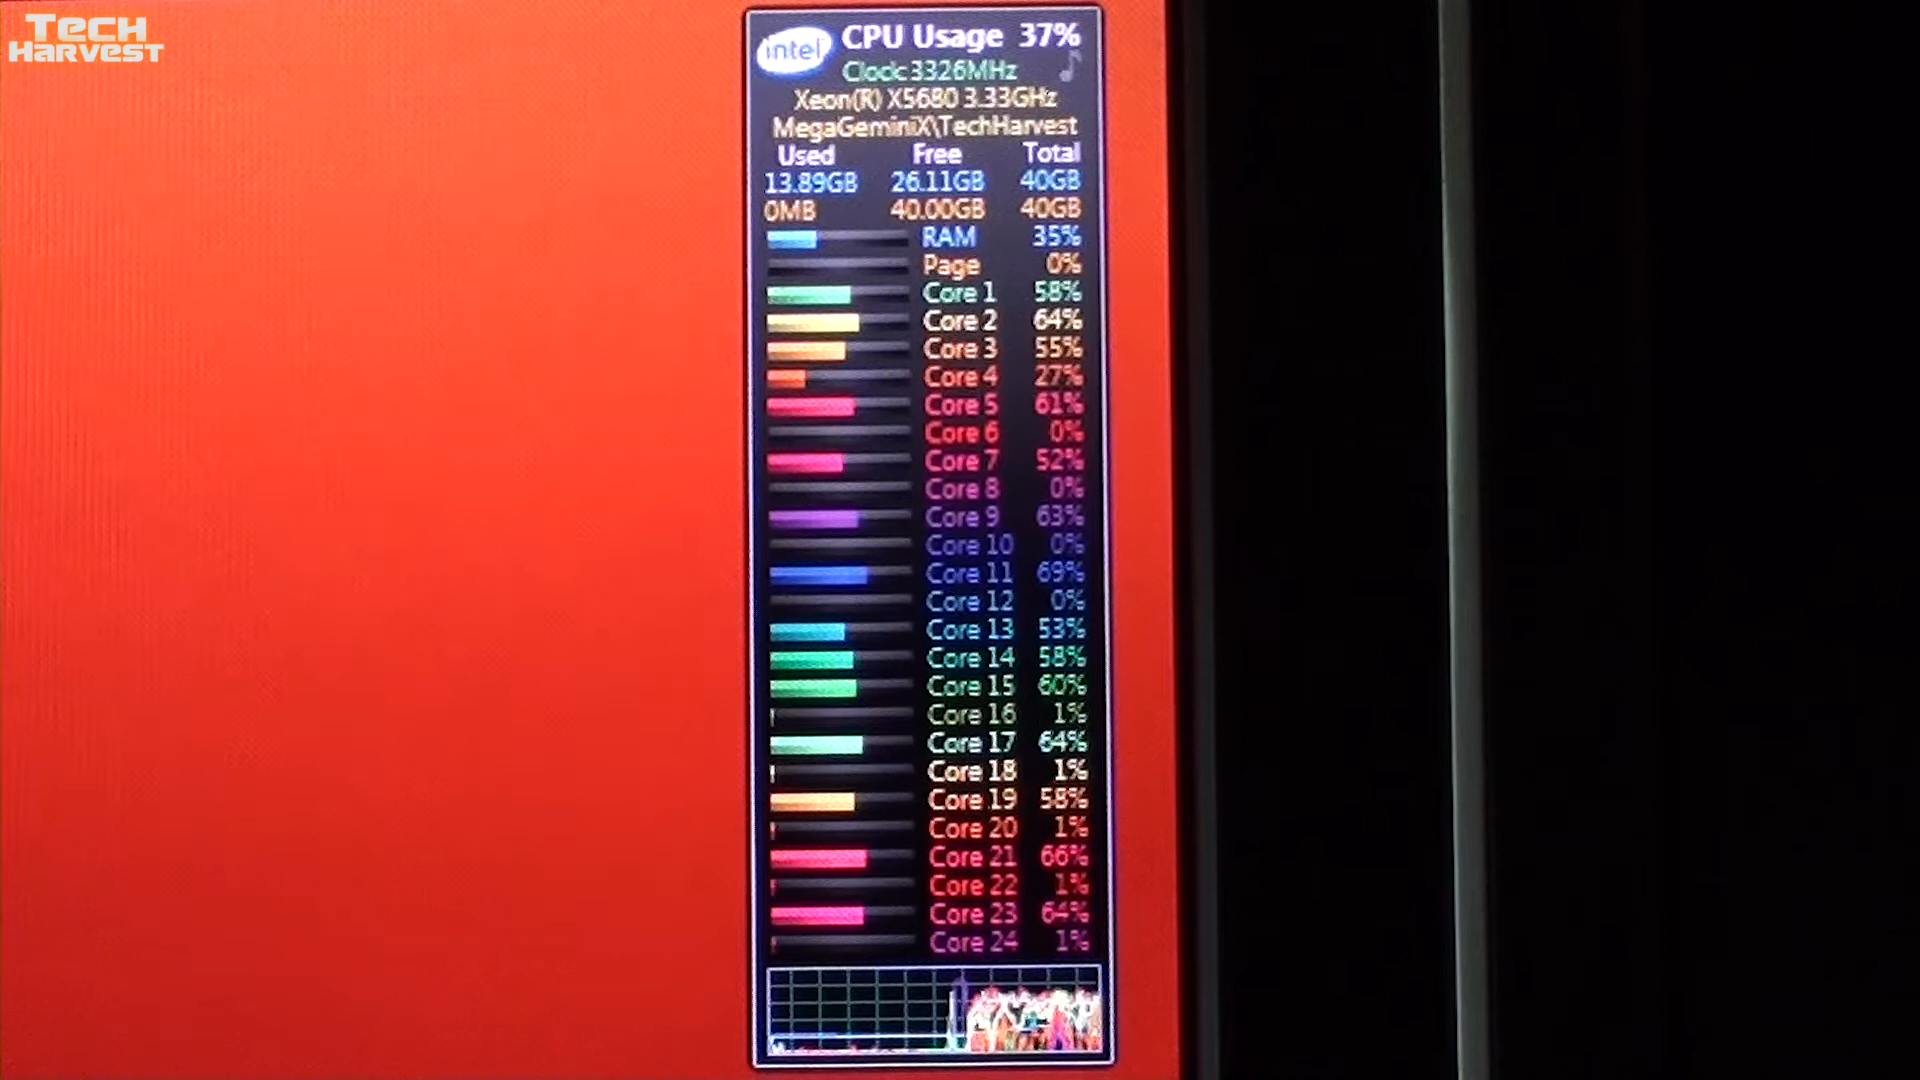 TECH
HARVEST
intel
CPU Usage 37%
Clock: 3326MHz
Xeon(R) X5680 3.33GHz
MegaGeminiX\TechHarvest
Used Free Total
13.89GB 26.11GB 40GB
0MB 40.00GB 40GB
RAM 35%
Page 0%
Core 1 58%
Core 2 64%
Core 3 55%
Core 4 27%
Core 5 61%
Core 6 0%
Core 7 52%
Core 8 0%
Core 9 63%
Core 10 0%
Core 11 69%
Core 12 0%
Core 13 53%
Core 14 58%
Core 15 60%
Core 16 1%
Core 17 64%
Core 18 1%
Core 19 58%
Core 20 1%
Core 21 66%
Core 22 1%
Core 23 64%
Core 24 1%